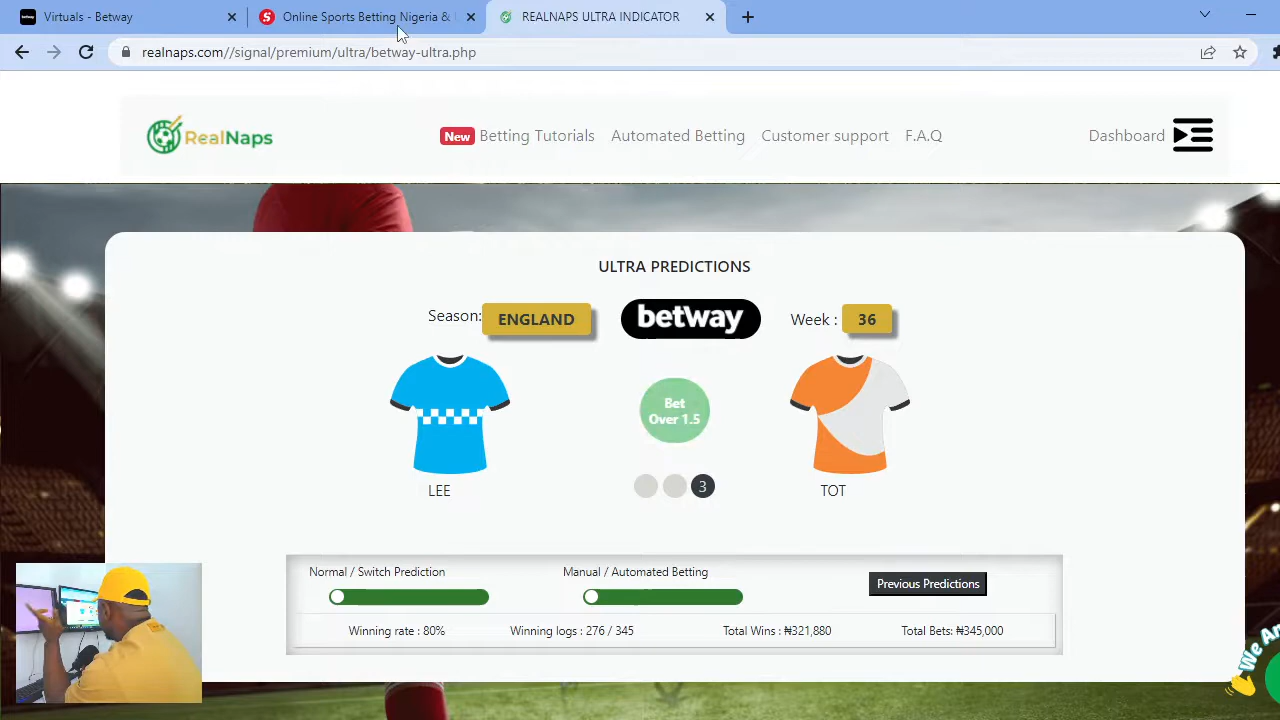 Virtuals - Betway
Online Sports Betting Nigeria &
REALNAPS ULTRA INDICATOR
realnaps.com//signal/premium/ultra/betway-ultra.php
RealNaps
New Betting Tutorials
Automated Betting
Customer support
F.A.Q
Dashboard
ULTRA PREDICTIONS
Season: ENGLAND
betway
Week : 36
Bet
Over 1.5
3
LEE
TOT
Normal / Switch Prediction
Manual / Automated Betting
Previous Predictions
Winning rate : 80%
Winning logs : 276 / 345
Total Wins : ₦321,880
Total Bets: ₦345,000
We Ar